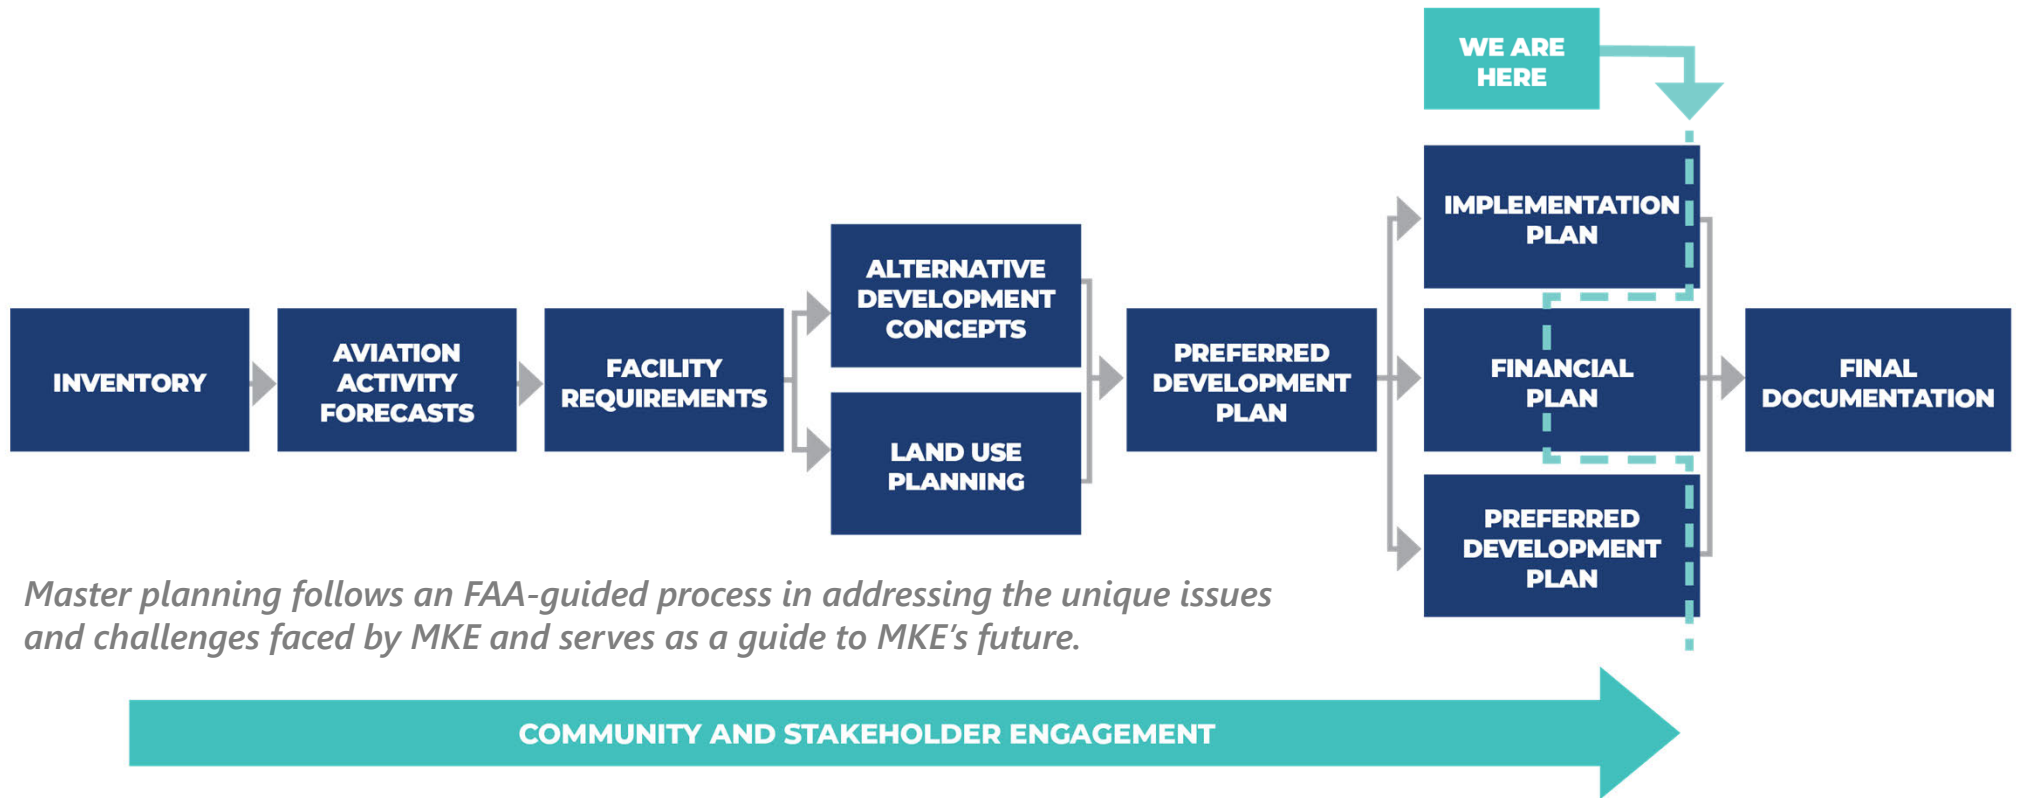 WE ARE
HERE
INVENTORY
AVIATION
ACTIVITY
FORECASTS
FACILITY
REQUIREMENTS
ALTERNATIVE
DEVELOPMENT
CONCEPTS
LAND USE
PLANNING
PREFERRED
DEVELOPMENT
PLAN
IMPLEMENTATION
PLAN
FINANCIAL
PLAN
PREFERRED
DEVELOPMENT
PLAN
FINAL
DOCUMENTATION
Master planning follows an FAA-guided process in addressing the unique issues
and challenges faced by MKE and serves as a guide to MKE’s future.
COMMUNITY AND STAKEHOLDER ENGAGEMENT